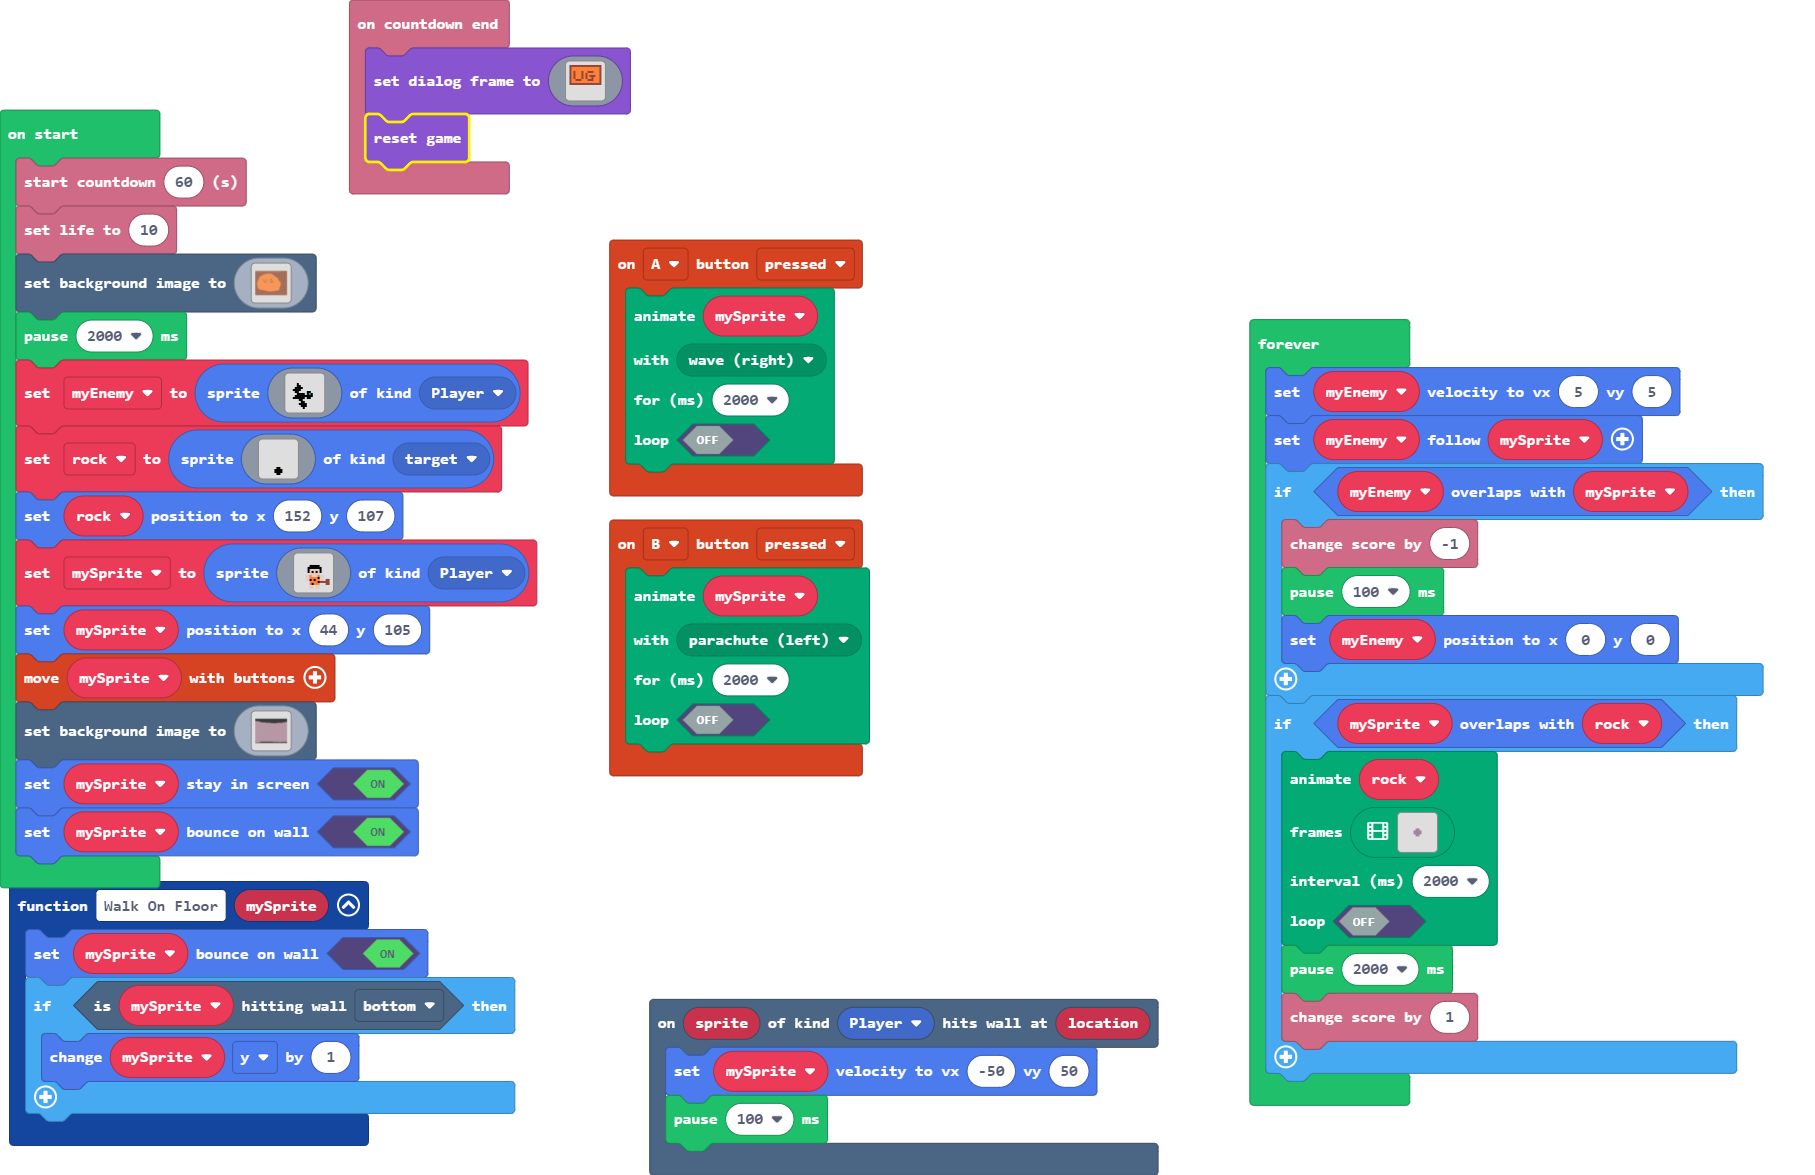 on countdown end
set dialog frame to UG
reset game
on start
start countdown 60 (s)
set life to 10
set background image to
pause 2000 ms
set myEnemy to sprite of kind Player
set rock to sprite of kind target
set rock position to x 152 y 107
set mySprite to sprite of kind Player
set mySprite position to x 44 y 105
move mySprite with buttons
set background image to
set mySprite stay in screen ON
set mySprite bounce on wall ON
function Walk On Floor mySprite
set mySprite bounce on wall ON
if is mySprite hitting wall bottom then
change mySprite y by 1
on A button pressed
animate mySprite
with wave (right)
for (ms) 2000
loop OFF
on B button pressed
animate mySprite
with parachute (left)
for (ms) 2000
loop OFF
on sprite of kind Player hits wall at location
set mySprite velocity to vx -50 vy 50
pause 100 ms
forever
set myEnemy velocity to vx 5 vy 5
set myEnemy follow mySprite
if myEnemy overlaps with mySprite then
change score by -1
pause 100 ms
set myEnemy position to x 0 y 0
if mySprite overlaps with rock then
animate rock
frames
interval (ms) 2000
loop OFF
pause 2000 ms
change score by 1